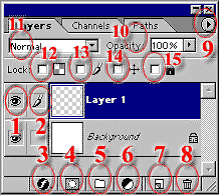 Layers Channels Paths
11 10
Normal Opacity: 100% 9
12 13 14 15
Lock:
Layer 1
1 2
Background
3 4 5 6 7 8